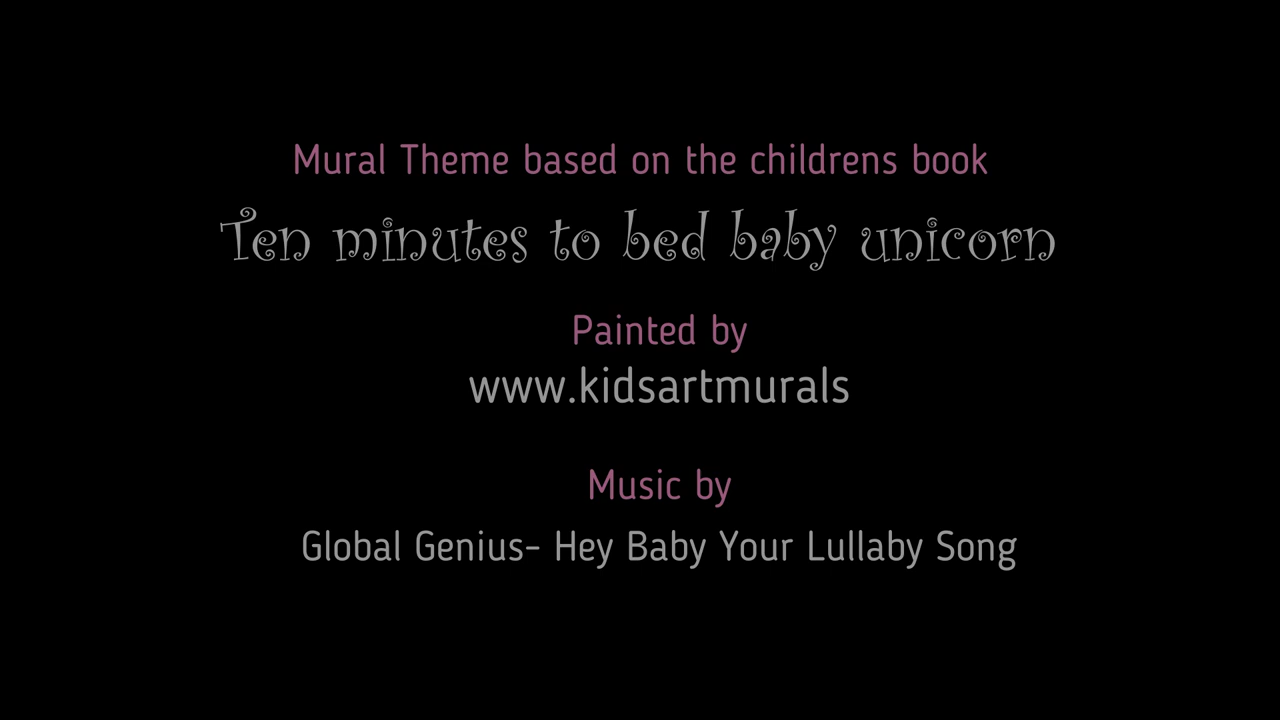 Mural Theme based on the childrens book
Ten minutes to bed baby unicorn
Painted by
www.kidsartmurals
Music by
Global Genius- Hey Baby Your Lullaby Song